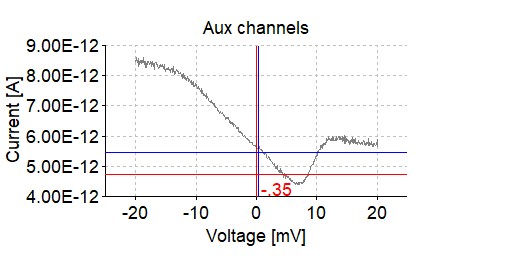 Aux channels
9.00E-12
8.00E-12
7.00E-12
6.00E-12
5.00E-12
4.00E-12
Current [A]
-.35
-20 -10 0 10 20
Voltage [mV]